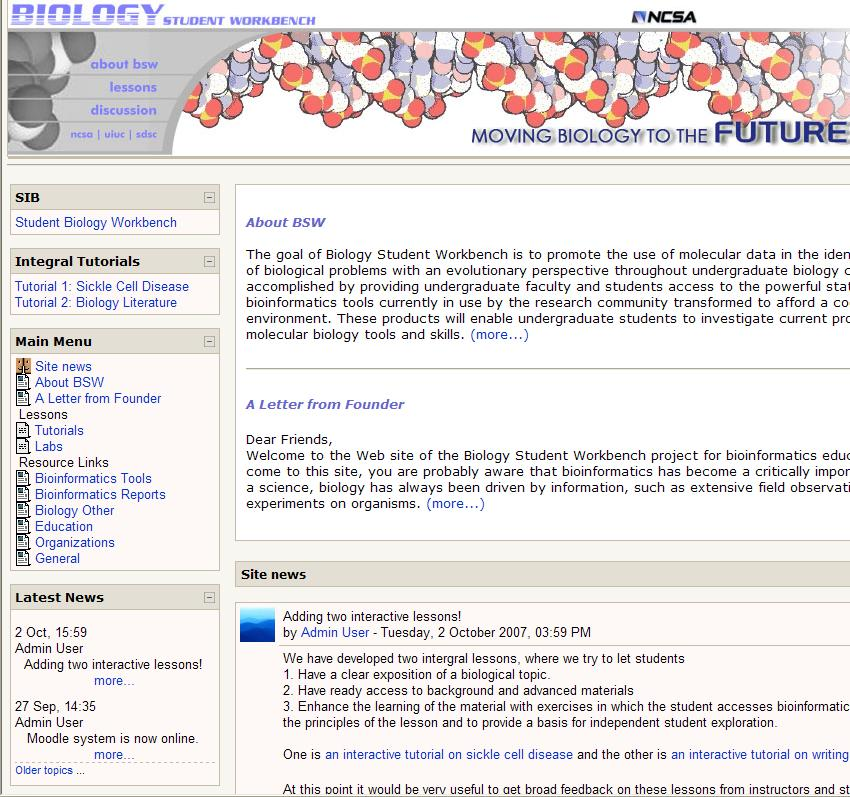 BIOLOGY STUDENT WORKBENCH
NCSA
about bsw
lessons
discussion
ncsa | uiuc | sdsc
MOVING BIOLOGY TO THE FUTURE
SIB
Student Biology Workbench
Integral Tutorials
Tutorial 1: Sickle Cell Disease
Tutorial 2: Biology Literature
Main Menu
Site news
About BSW
A Letter from Founder
Lessons
Tutorials
Labs
Resource Links
Bioinformatics Tools
Bioinformatics Reports
Biology Other
Education
Organizations
General
Latest News
2 Oct, 15:59
Admin User
Adding two interactive lessons!
more...
27 Sep, 14:35
Admin User
Moodle system is now online.
more...
Older topics ...
About BSW
The goal of Biology Student Workbench is to promote the use of molecular data in the iden
of biological problems with an evolutionary perspective throughout undergraduate biology c
accomplished by providing undergraduate faculty and students access to the powerful stat
bioinformatics tools currently in use by the research community transformed to afford a co
environment. These products will enable undergraduate students to investigate current pro
molecular biology tools and skills. (more...)
A Letter from Founder
Dear Friends,
Welcome to the Web site of the Biology Student Workbench project for bioinformatics educ
come to this site, you are probably aware that bioinformatics has become a critically impor
a science, biology has always been driven by information, such as extensive field observati
experiments on organisms. (more...)
Site news
Adding two interactive lessons!
by Admin User - Tuesday, 2 October 2007, 03:59 PM
We have developed two intergral lessons, where we try to let students
1. Have a clear exposition of a biological topic.
2. Have ready access to background and advanced materials
3. Enhance the learning of the material with exercises in which the student accesses bioinformatic
the principles of the lesson and to provide a basis for independent student exploration.
One is an interactive tutorial on sickle cell disease and the other is an interactive tutorial on writing
At this point it would be very useful to get broad feedback on these lessons from instructors and st